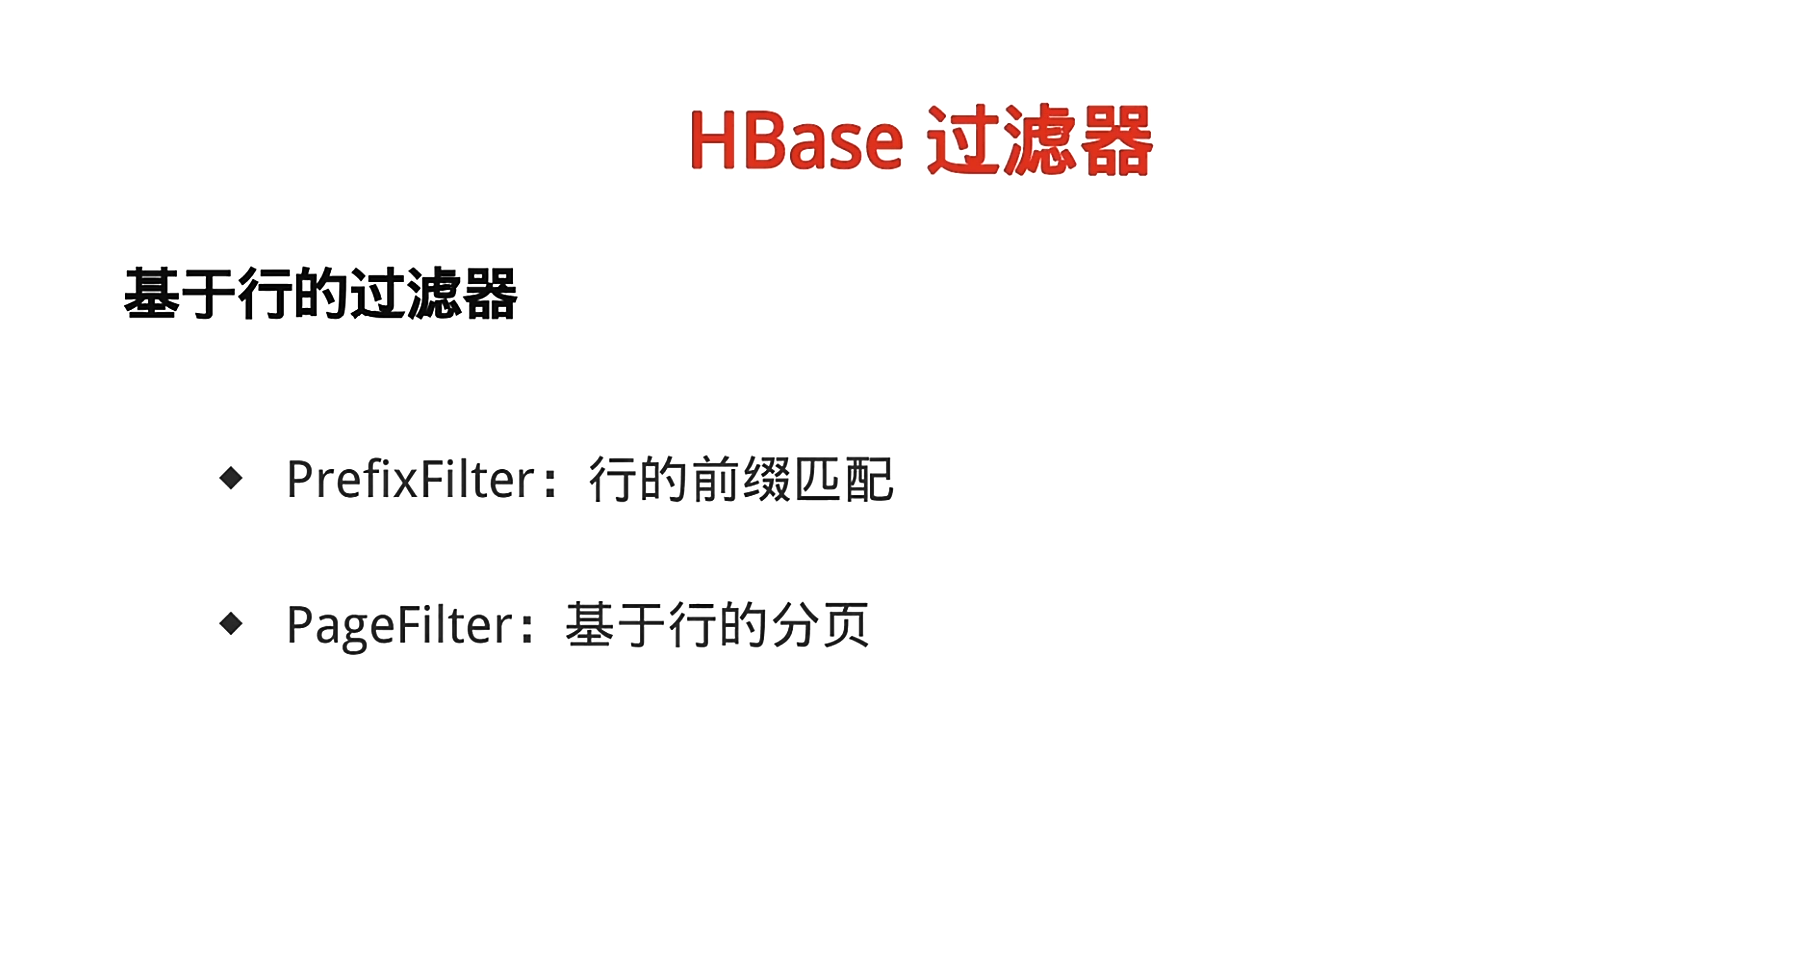 HBase 过滤器
基于行的过滤器
◆ PrefixFilter：行的前缀匹配
◆ PageFilter：基于行的分页